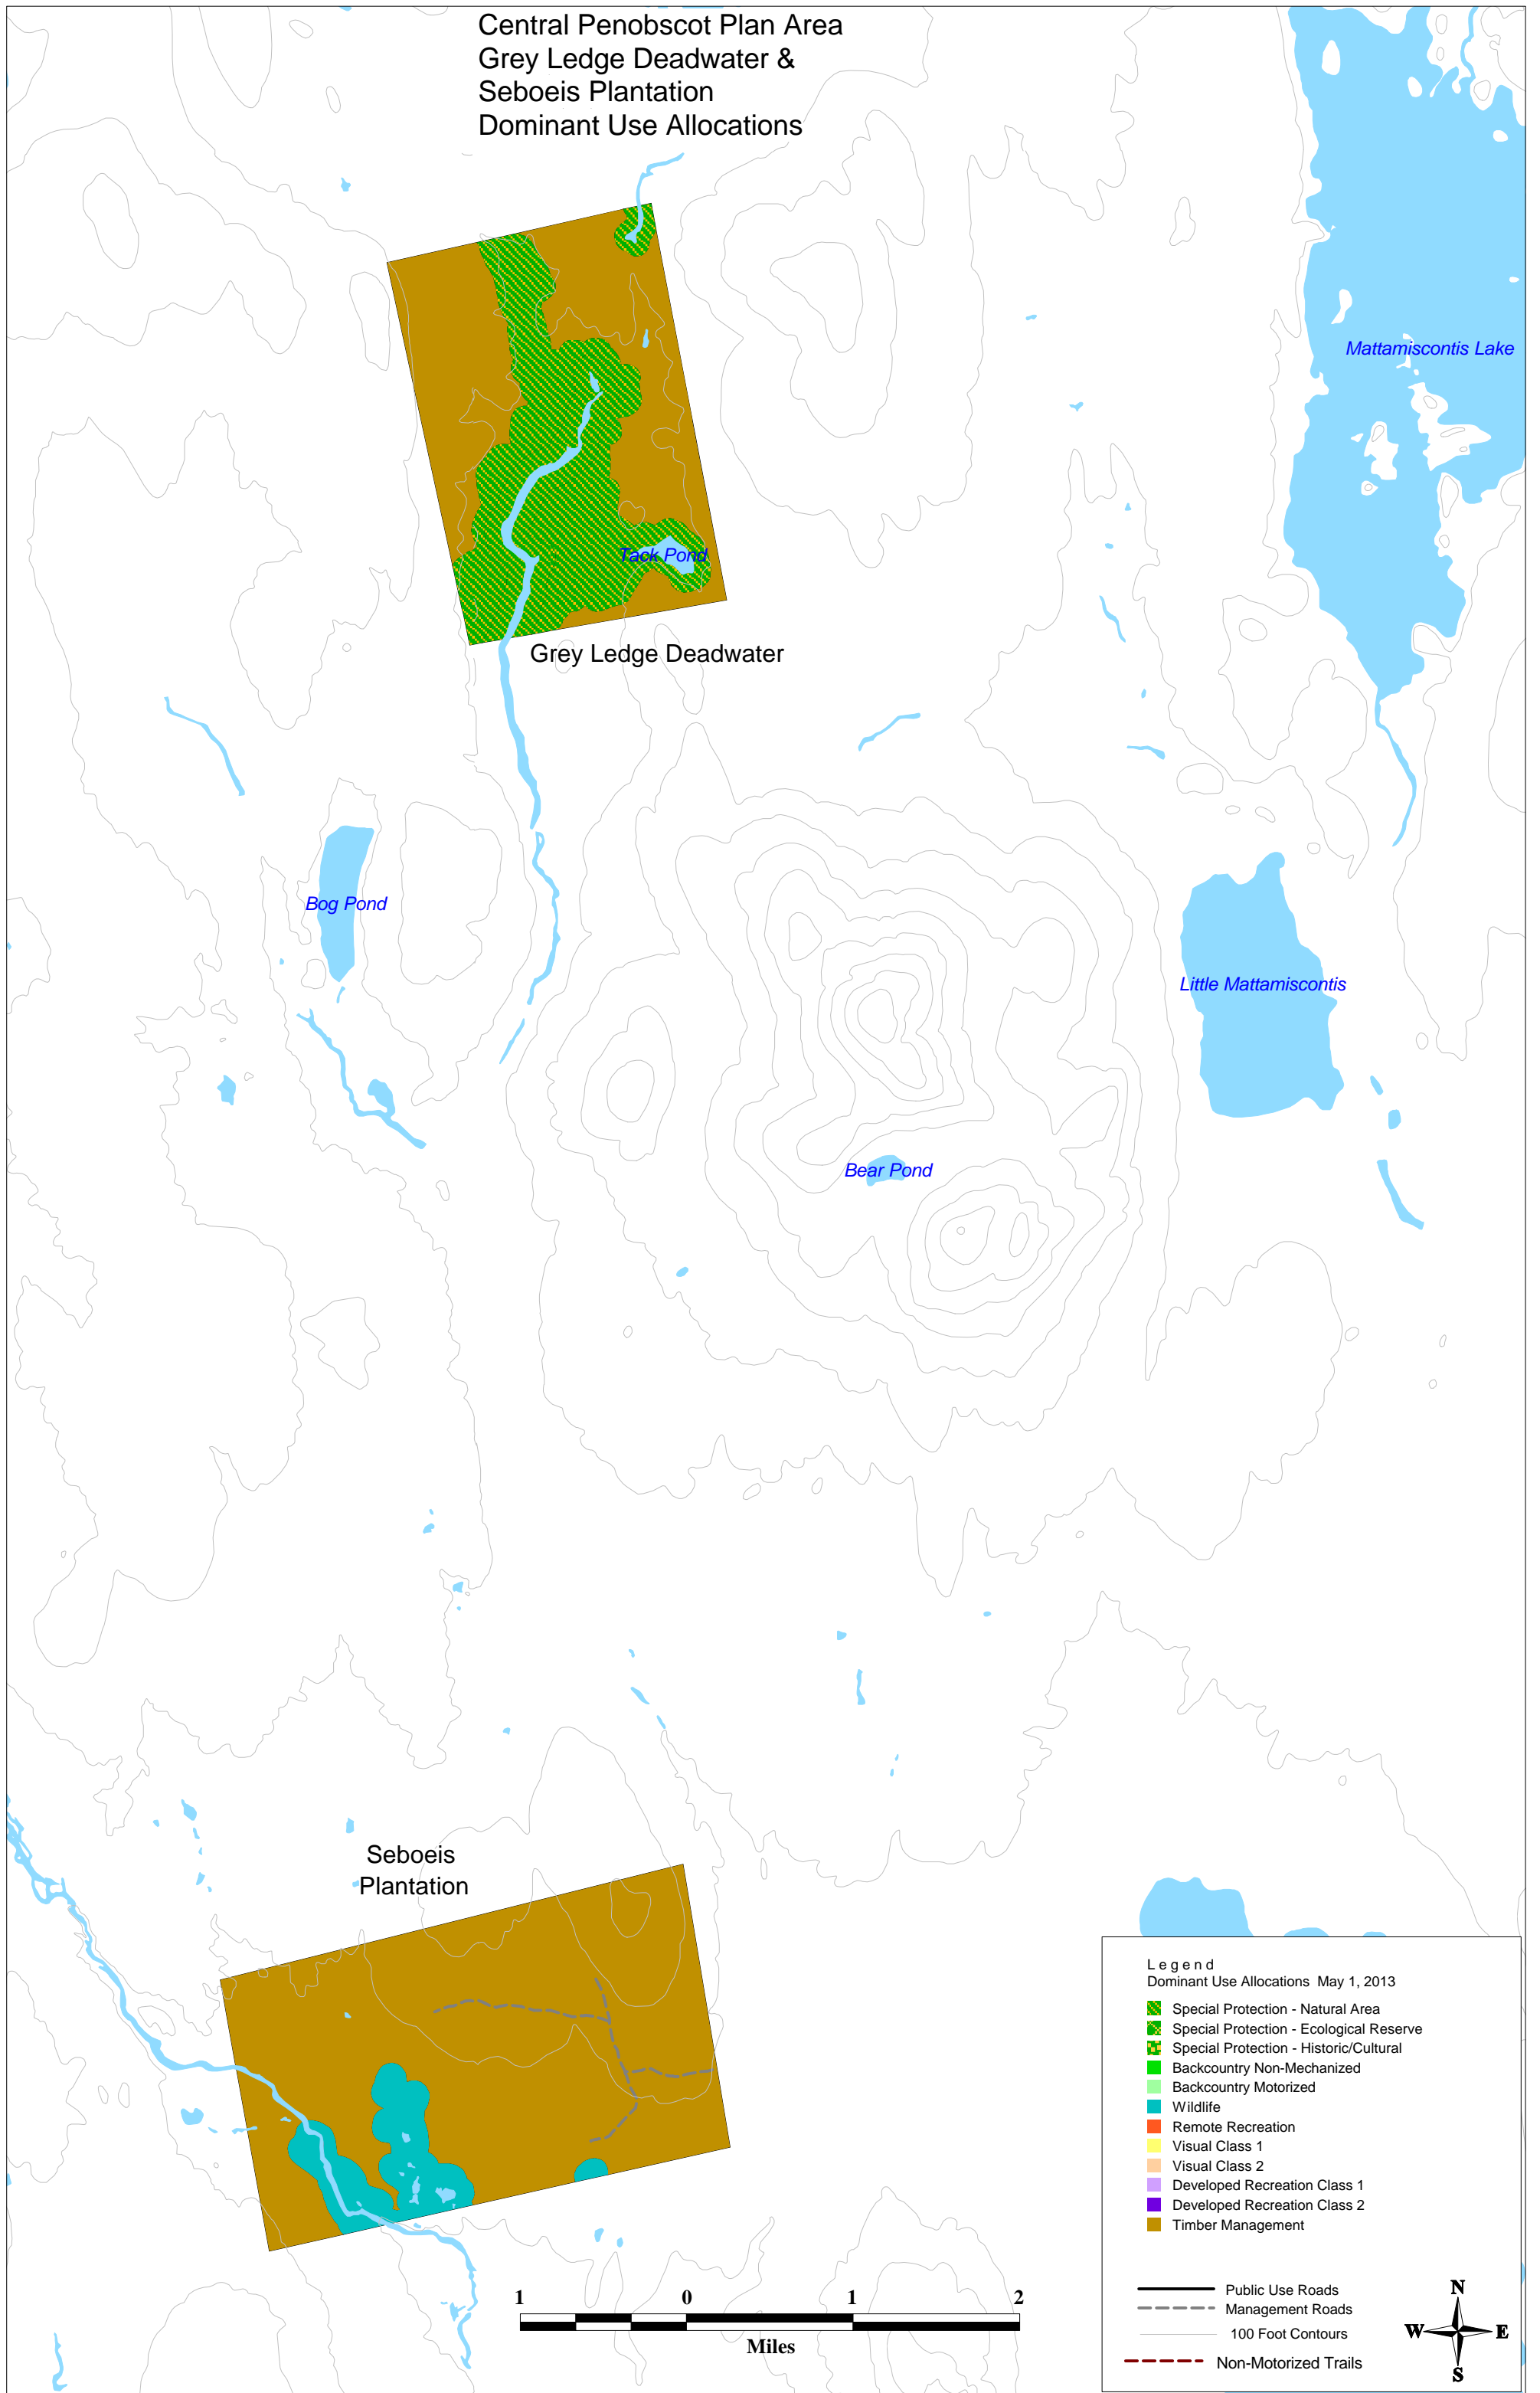 Central Penobscot Plan Area
Grey Ledge Deadwater &
Seboeis Plantation
Dominant Use Allocations
Mattamiscontis Lake
Tack Pond
Grey Ledge Deadwater
Bog Pond
Little Mattamiscontis
Bear Pond
Seboeis
Plantation
Legend
Dominant Use Allocations May 1, 2013
Special Protection - Natural Area
Special Protection - Ecological Reserve
Special Protection - Historic/Cultural
Backcountry Non-Mechanized
Backcountry Motorized
Wildlife
Remote Recreation
Visual Class 1
Visual Class 2
Developed Recreation Class 1
Developed Recreation Class 2
Timber Management
Public Use Roads
Management Roads
100 Foot Contours
Non-Motorized Trails
N
W E
S
1 0 1 2
Miles